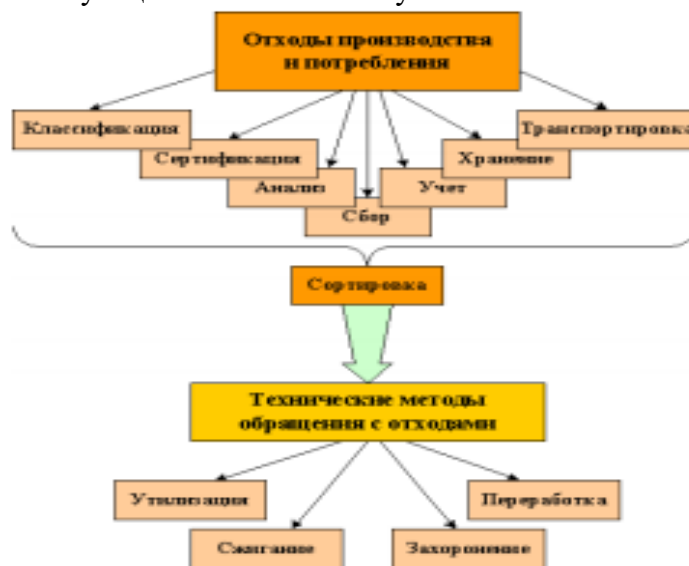 Отходы производства
и потребления
Классификация
Транспортировка
Сертификация
Хранение
Анализ
Учет
Сбор
Сортировка
Технические методы
обращения с отходами
Утилизация
Переработка
Сжигание
Захоронение